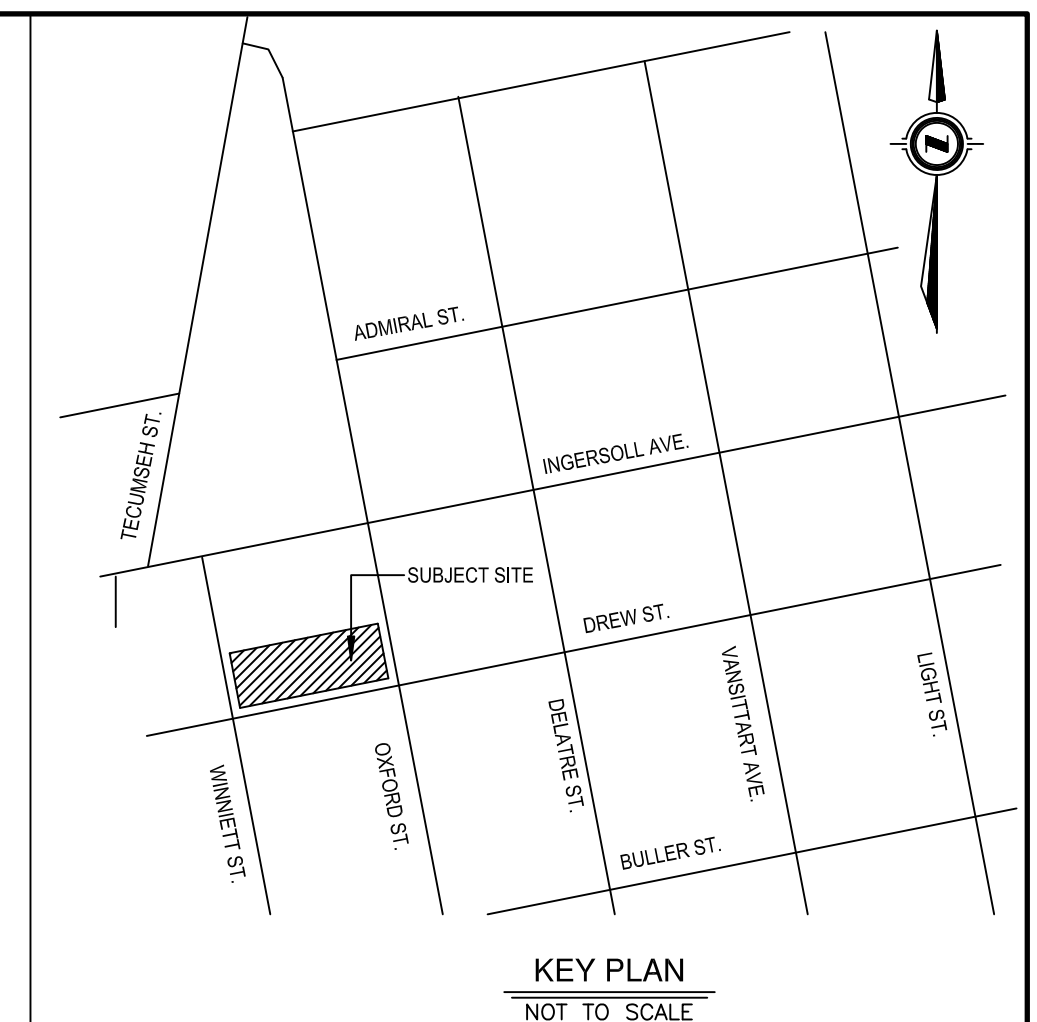 N
ADMIRAL ST.
TECUMSEH ST.
INGERSOLL AVE.
SUBJECT SITE
DREW ST.
VANSITTART AVE.
LIGHT ST.
DELATRE ST.
OXFORD ST.
WINNIETT ST.
BULLER ST.
KEY PLAN
NOT TO SCALE